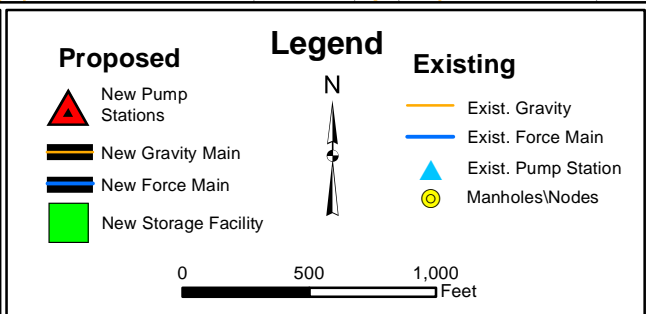 Legend
Proposed
New Pump
Stations
New Gravity Main
New Force Main
New Storage Facility
N
Existing
Exist. Gravity
Exist. Force Main
Exist. Pump Station
Manholes\Nodes
0 500 1,000
Feet